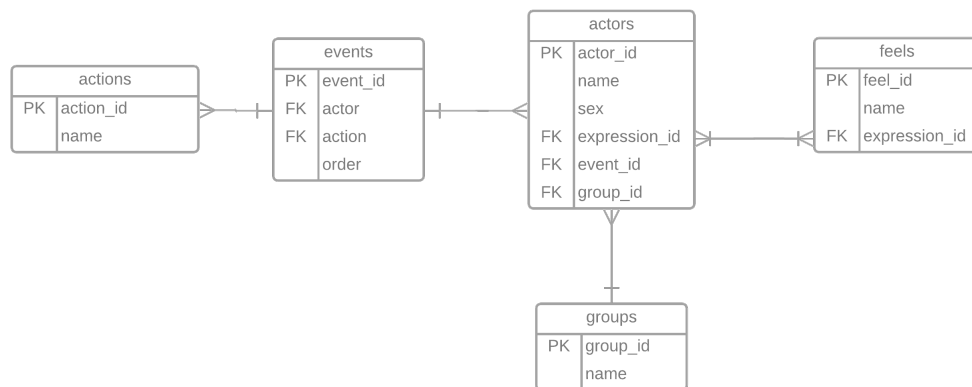 actions
PK action_id
name
events
PK event_id
FK actor
FK action
order
actors
PK actor_id
name
sex
FK expression_id
FK event_id
FK group_id
feels
PK feel_id
name
FK expression_id
groups
PK group_id
name